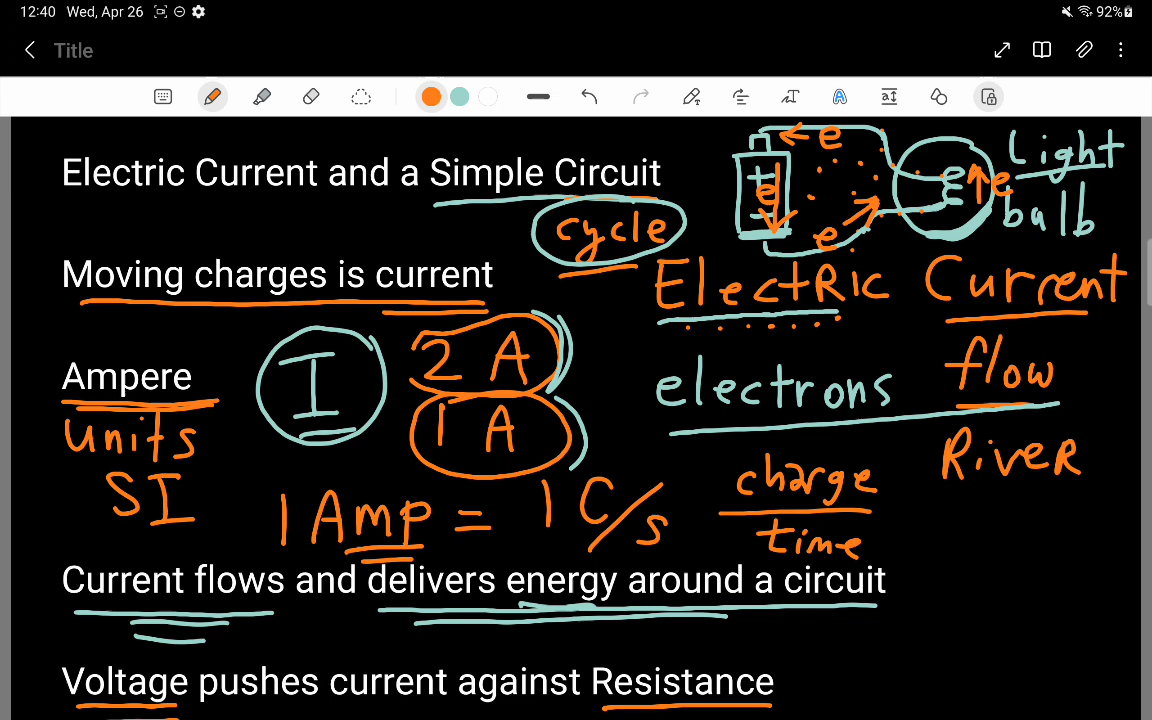 12:40 Wed, Apr 26 92%
Title
Electric Current and a Simple Circuit
cycle
+
-
e
e
e
e
Light
bulb
Moving charges is current
Electric Current
Ampere
units
SI
I
2 A
1 A
electrons
flow
River
1 Amp = 1 C/s
charge
time
Current flows and delivers energy around a circuit
Voltage pushes current against Resistance